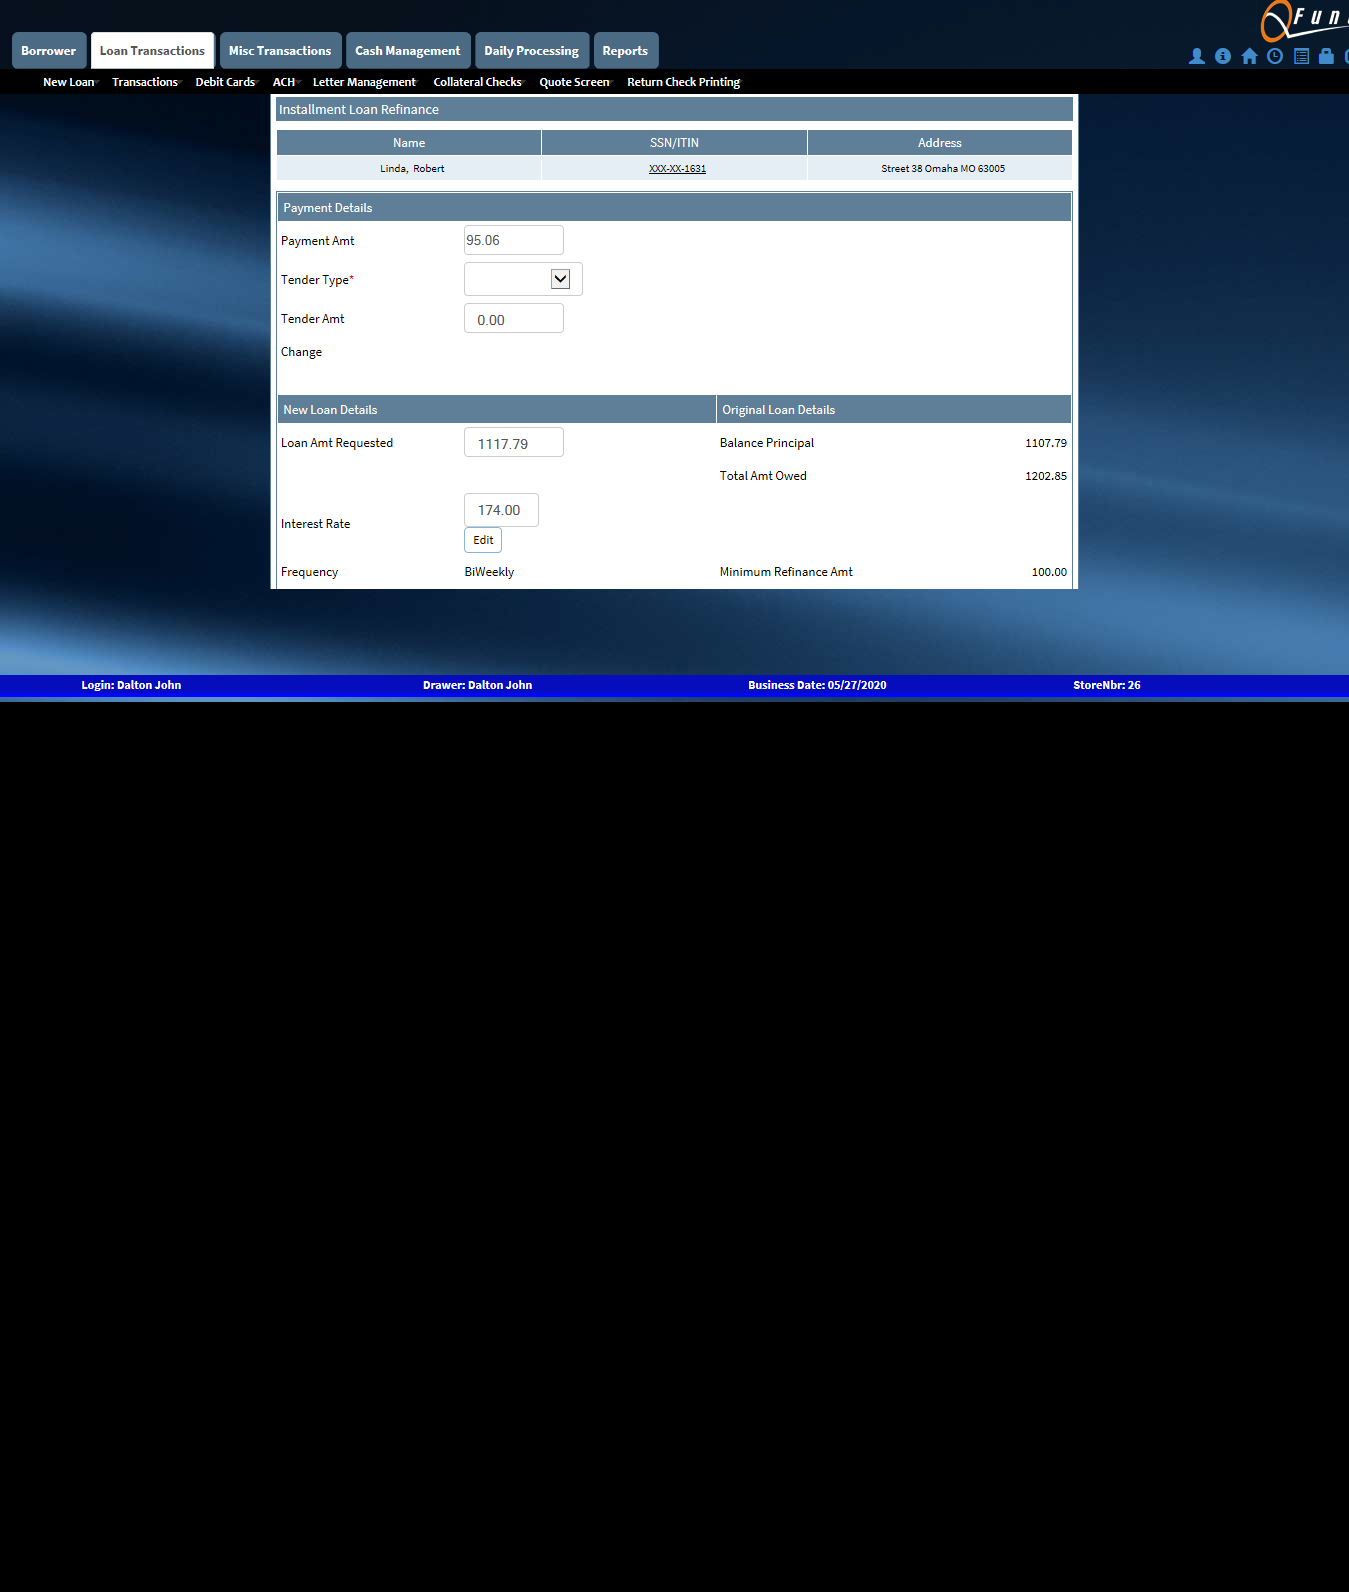 Fun
Borrower Loan Transactions Misc Transactions Cash Management Daily Processing Reports
New Loan Transactions Debit Cards ACH Letter Management Collateral Checks Quote Screen Return Check Printing
Installment Loan Refinance
Name SSN/ITIN Address
Linda, Robert XXX-XX-1631 Street 38 Omaha MO 63005
Payment Details
Payment Amt 95.06
Tender Type*
Tender Amt 0.00
Change
New Loan Details Original Loan Details
Loan Amt Requested 1117.79 Balance Principal 1107.79
Total Amt Owed 1202.85
Interest Rate 174.00
Edit
Frequency BiWeekly Minimum Refinance Amt 100.00
Login: Dalton John Drawer: Dalton John Business Date: 05/27/2020 StoreNbr: 26